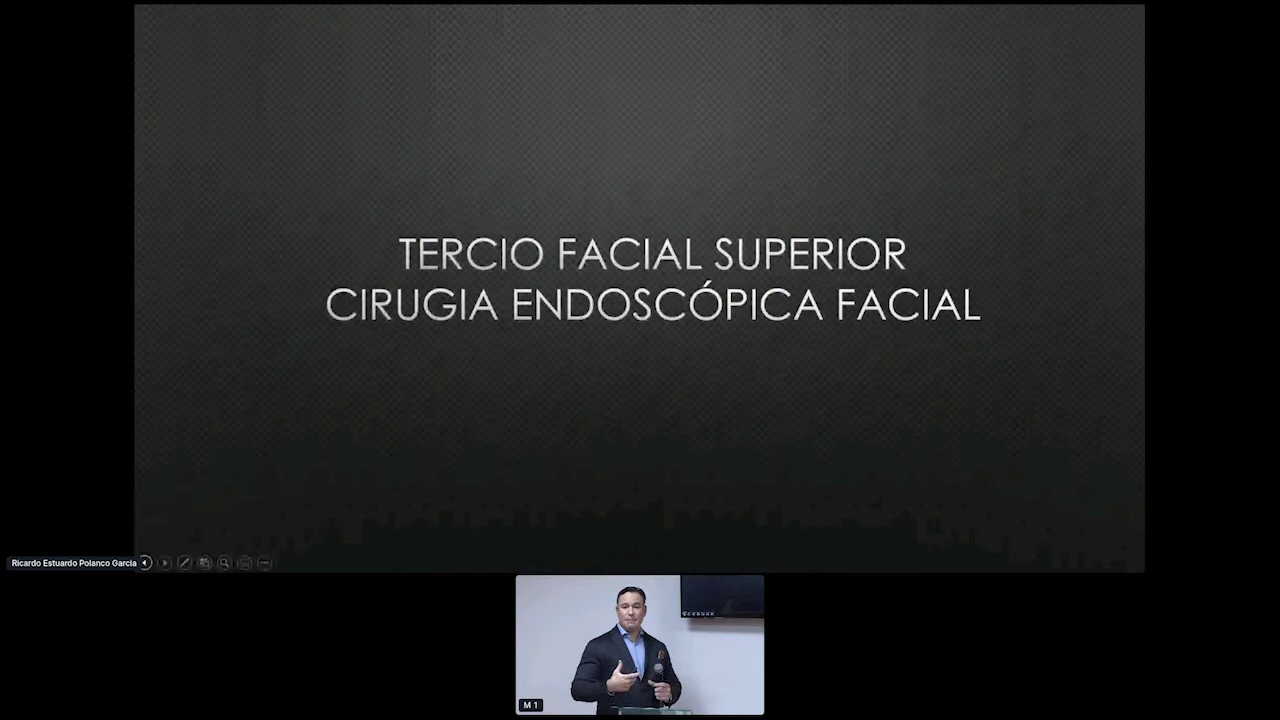 TERCIO FACIAL SUPERIOR
CIRUGIA ENDOSCÓPICA FACIAL
Ricardo Estuardo Polanco Garcia
M 1